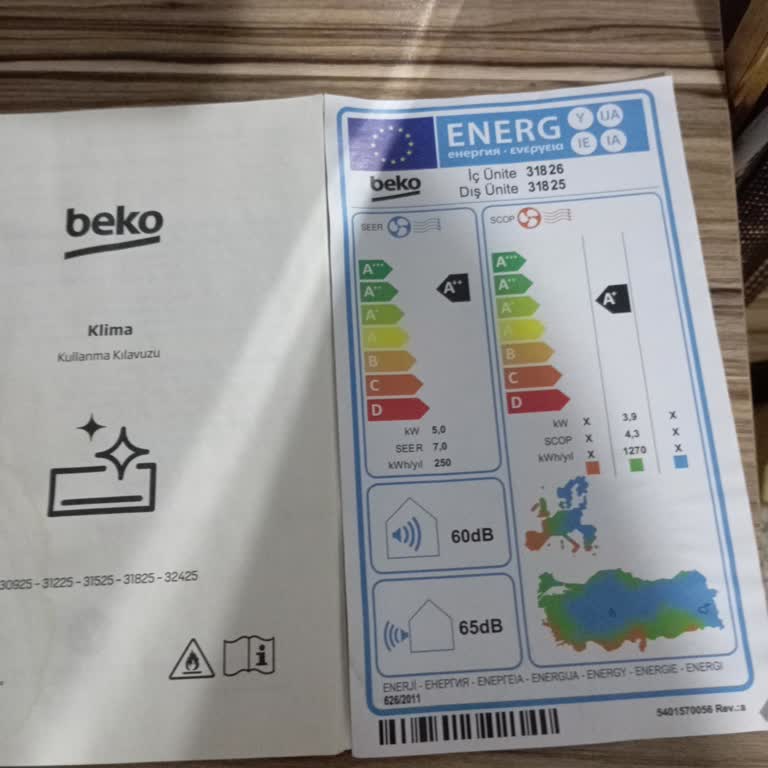 beko
Klima
Kullanma Kılavuzu
30925 - 31225 - 31525 - 31825 - 32425
ENERG
Y UA
IE IA
енергия · ενεργεια
beko
İç Ünite 31826
Dış Ünite 31825
SEER
A+++
A++
A+
A
B
C
D
A++
kW 5,0
SEER 7,0
kWh/yıl 250
SCOP
A+++
A++
A+
A
B
C
D
A+
kW X 3,9 X
SCOP X 4,3 X
kWh/yıl X 1270 X
60dB
65dB
ENERJİ - ЕНЕРГИЯ - ΕΝΕΡΓΕΙΑ - ENERGIJA - ENERGY - ENERGIE - ENERGI
626/2011
5401570056 Rev.:s